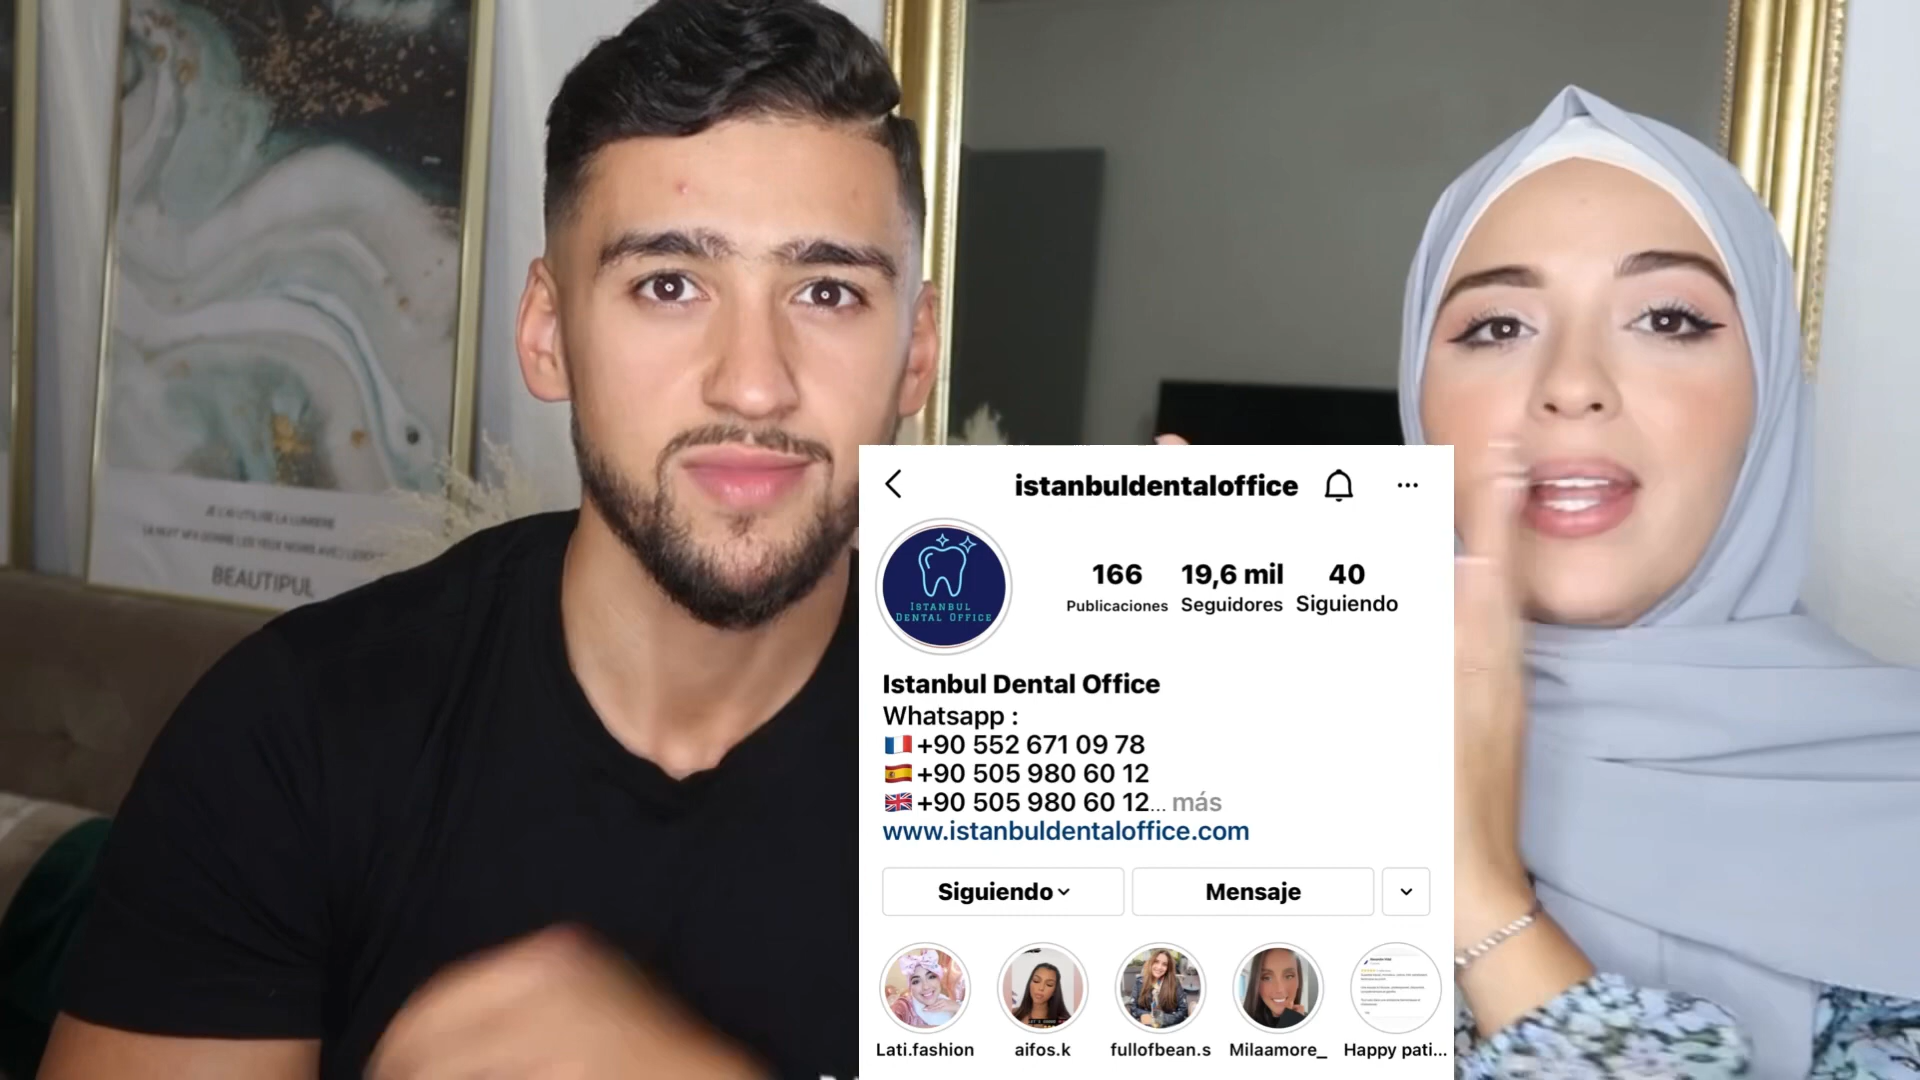 BEAUTIFUL
istanbuldentaloffice
166
19,6 mil
40
Publicaciones
Seguidores
Siguiendo
ISTANBUL
DENTAL OFFICE
Istanbul Dental Office
Whatsapp :
+90 552 671 09 78
+90 505 980 60 12
+90 505 980 60 12... más
www.istanbuldentaloffice.com
Siguiendo
Mensaje
Lati.fashion
aifos.k
fullofbean.s
Milaamore_
Happy pati...